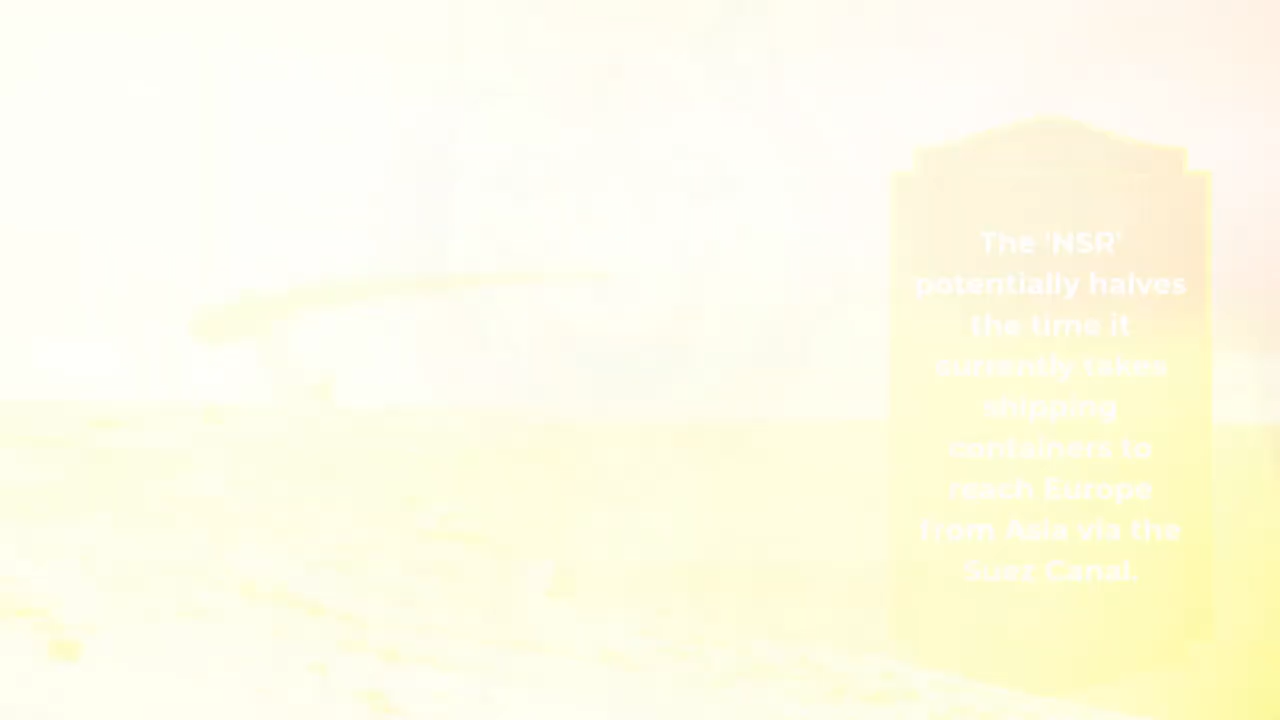 The 'NSR'
potentially halves
the time it
currently takes
shipping
containers to
reach Europe
from Asia via the
Suez Canal.